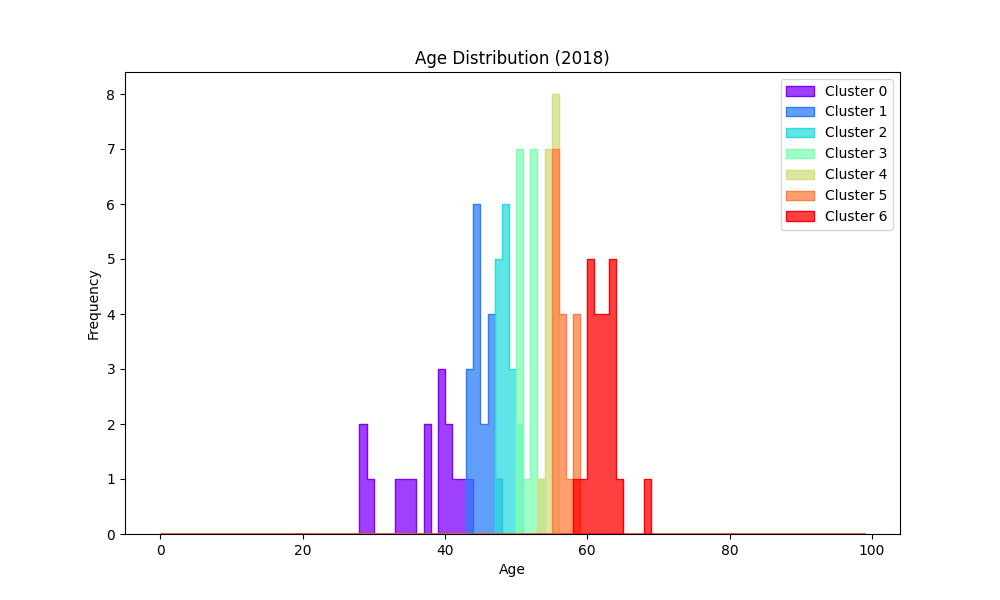 Age Distribution (2018)
Frequency
8
7
6
5
4
3
2
1
0
0 20 40 60 80 100
Age
Cluster 0
Cluster 1
Cluster 2
Cluster 3
Cluster 4
Cluster 5
Cluster 6